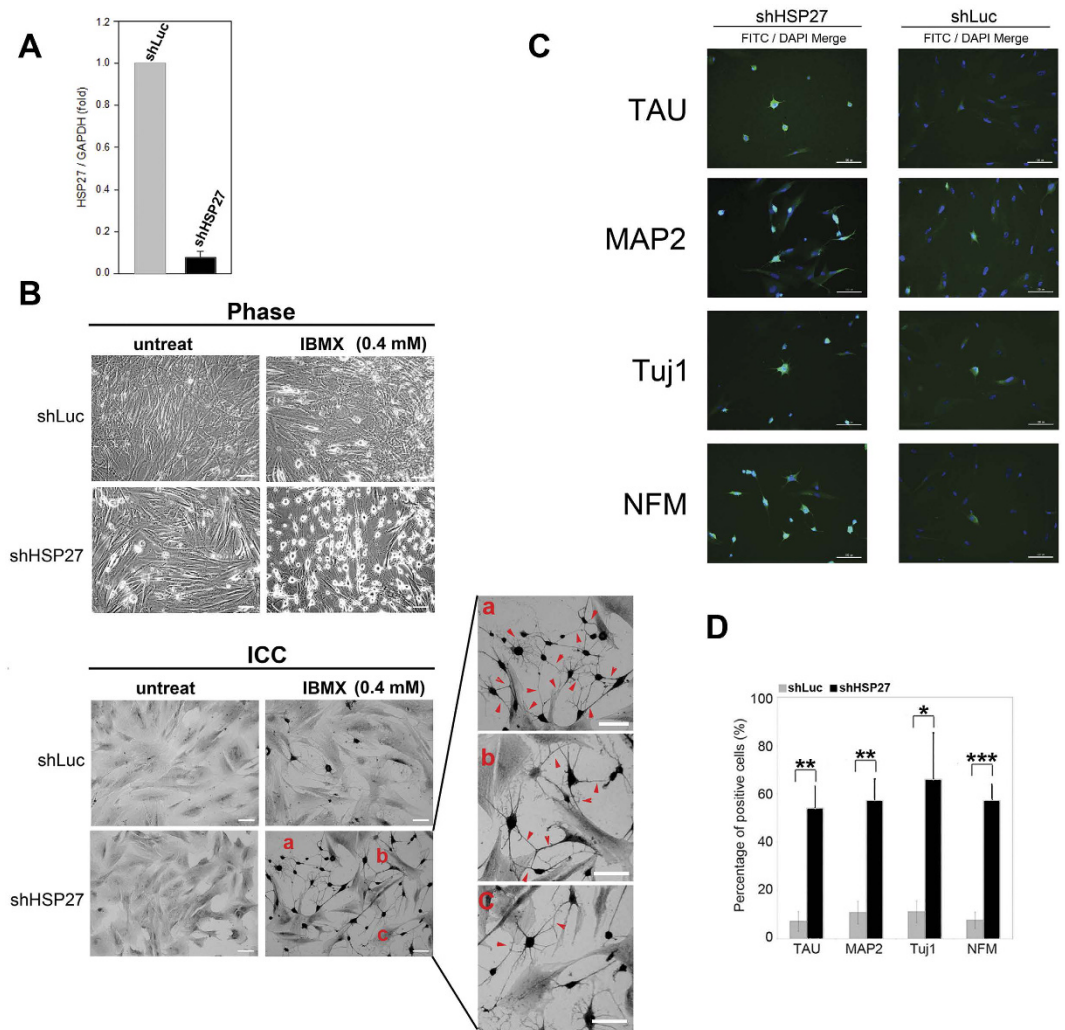 A
HSP27 / GAPDH (fold)
1.2
1.0
0.8
0.6
0.4
0.2
0.0
shLuc
shHSP27
B
Phase
untreat
IBMX (0.4 mM)
shLuc
shHSP27
ICC
untreat
IBMX (0.4 mM)
shLuc
shHSP27
a
b
c
a
b
C
C
shHSP27
shLuc
FITC / DAPI Merge
FITC / DAPI Merge
TAU
MAP2
Tuj1
NFM
D
shLuc
shHSP27
Percentage of positive cells (%)
100
80
60
40
20
0
**
**
*
***
TAU
MAP2
Tuj1
NFM